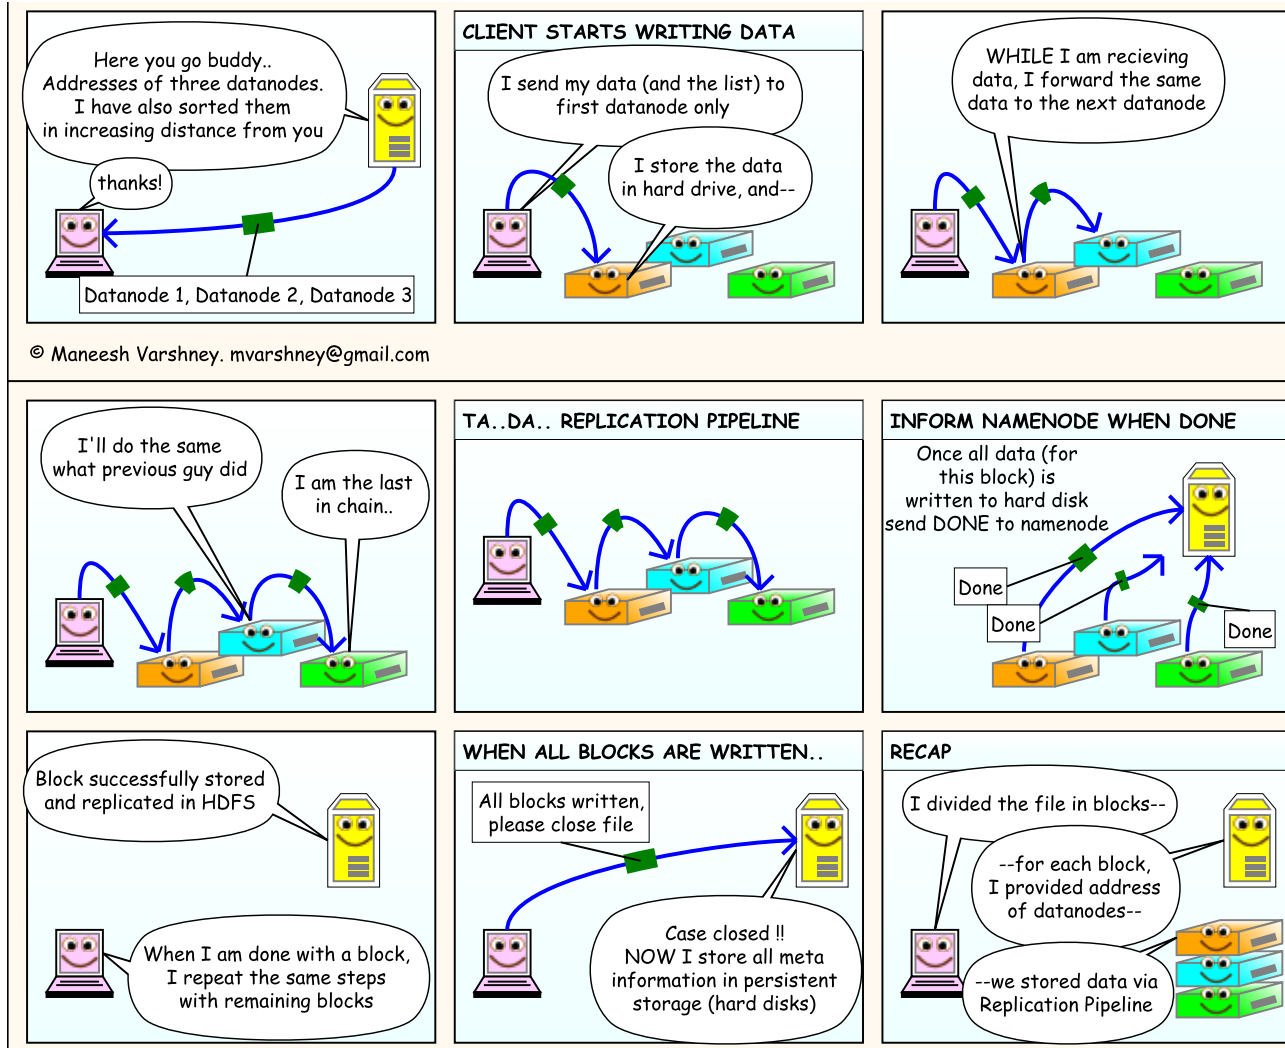 Here you go buddy..
Addresses of three datanodes.
I have also sorted them
in increasing distance from you
thanks!
Datanode 1, Datanode 2, Datanode 3
CLIENT STARTS WRITING DATA
I send my data (and the list) to
first datanode only
I store the data
in hard drive, and--
WHILE I am recieving
data, I forward the same
data to the next datanode
© Maneesh Varshney. mvarshney@gmail.com
I'll do the same
what previous guy did
I am the last
in chain..
TA..DA.. REPLICATION PIPELINE
INFORM NAMENODE WHEN DONE
Once all data (for
this block) is
written to hard disk
send DONE to namenode
Done
Done
Done
Block successfully stored
and replicated in HDFS
When I am done with a block,
I repeat the same steps
with remaining blocks
WHEN ALL BLOCKS ARE WRITTEN..
All blocks written,
please close file
Case closed !!
NOW I store all meta
information in persistent
storage (hard disks)
RECAP
I divided the file in blocks--
--for each block,
I provided address
of datanodes--
--we stored data via
Replication Pipeline